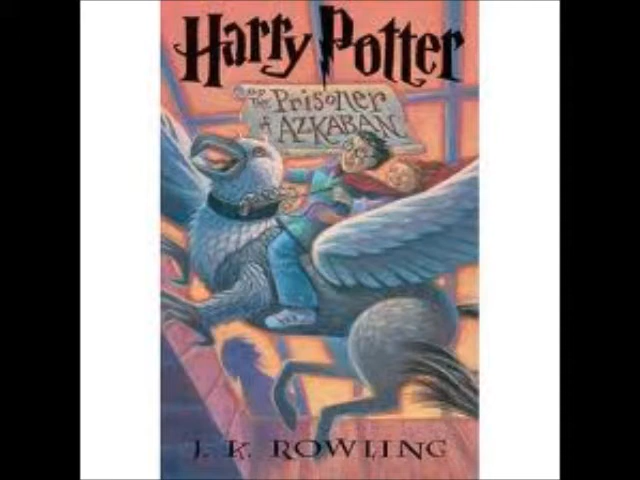 Harry Potter
AND
THE Prisoner
of AZKABAN
J. K. ROWLING